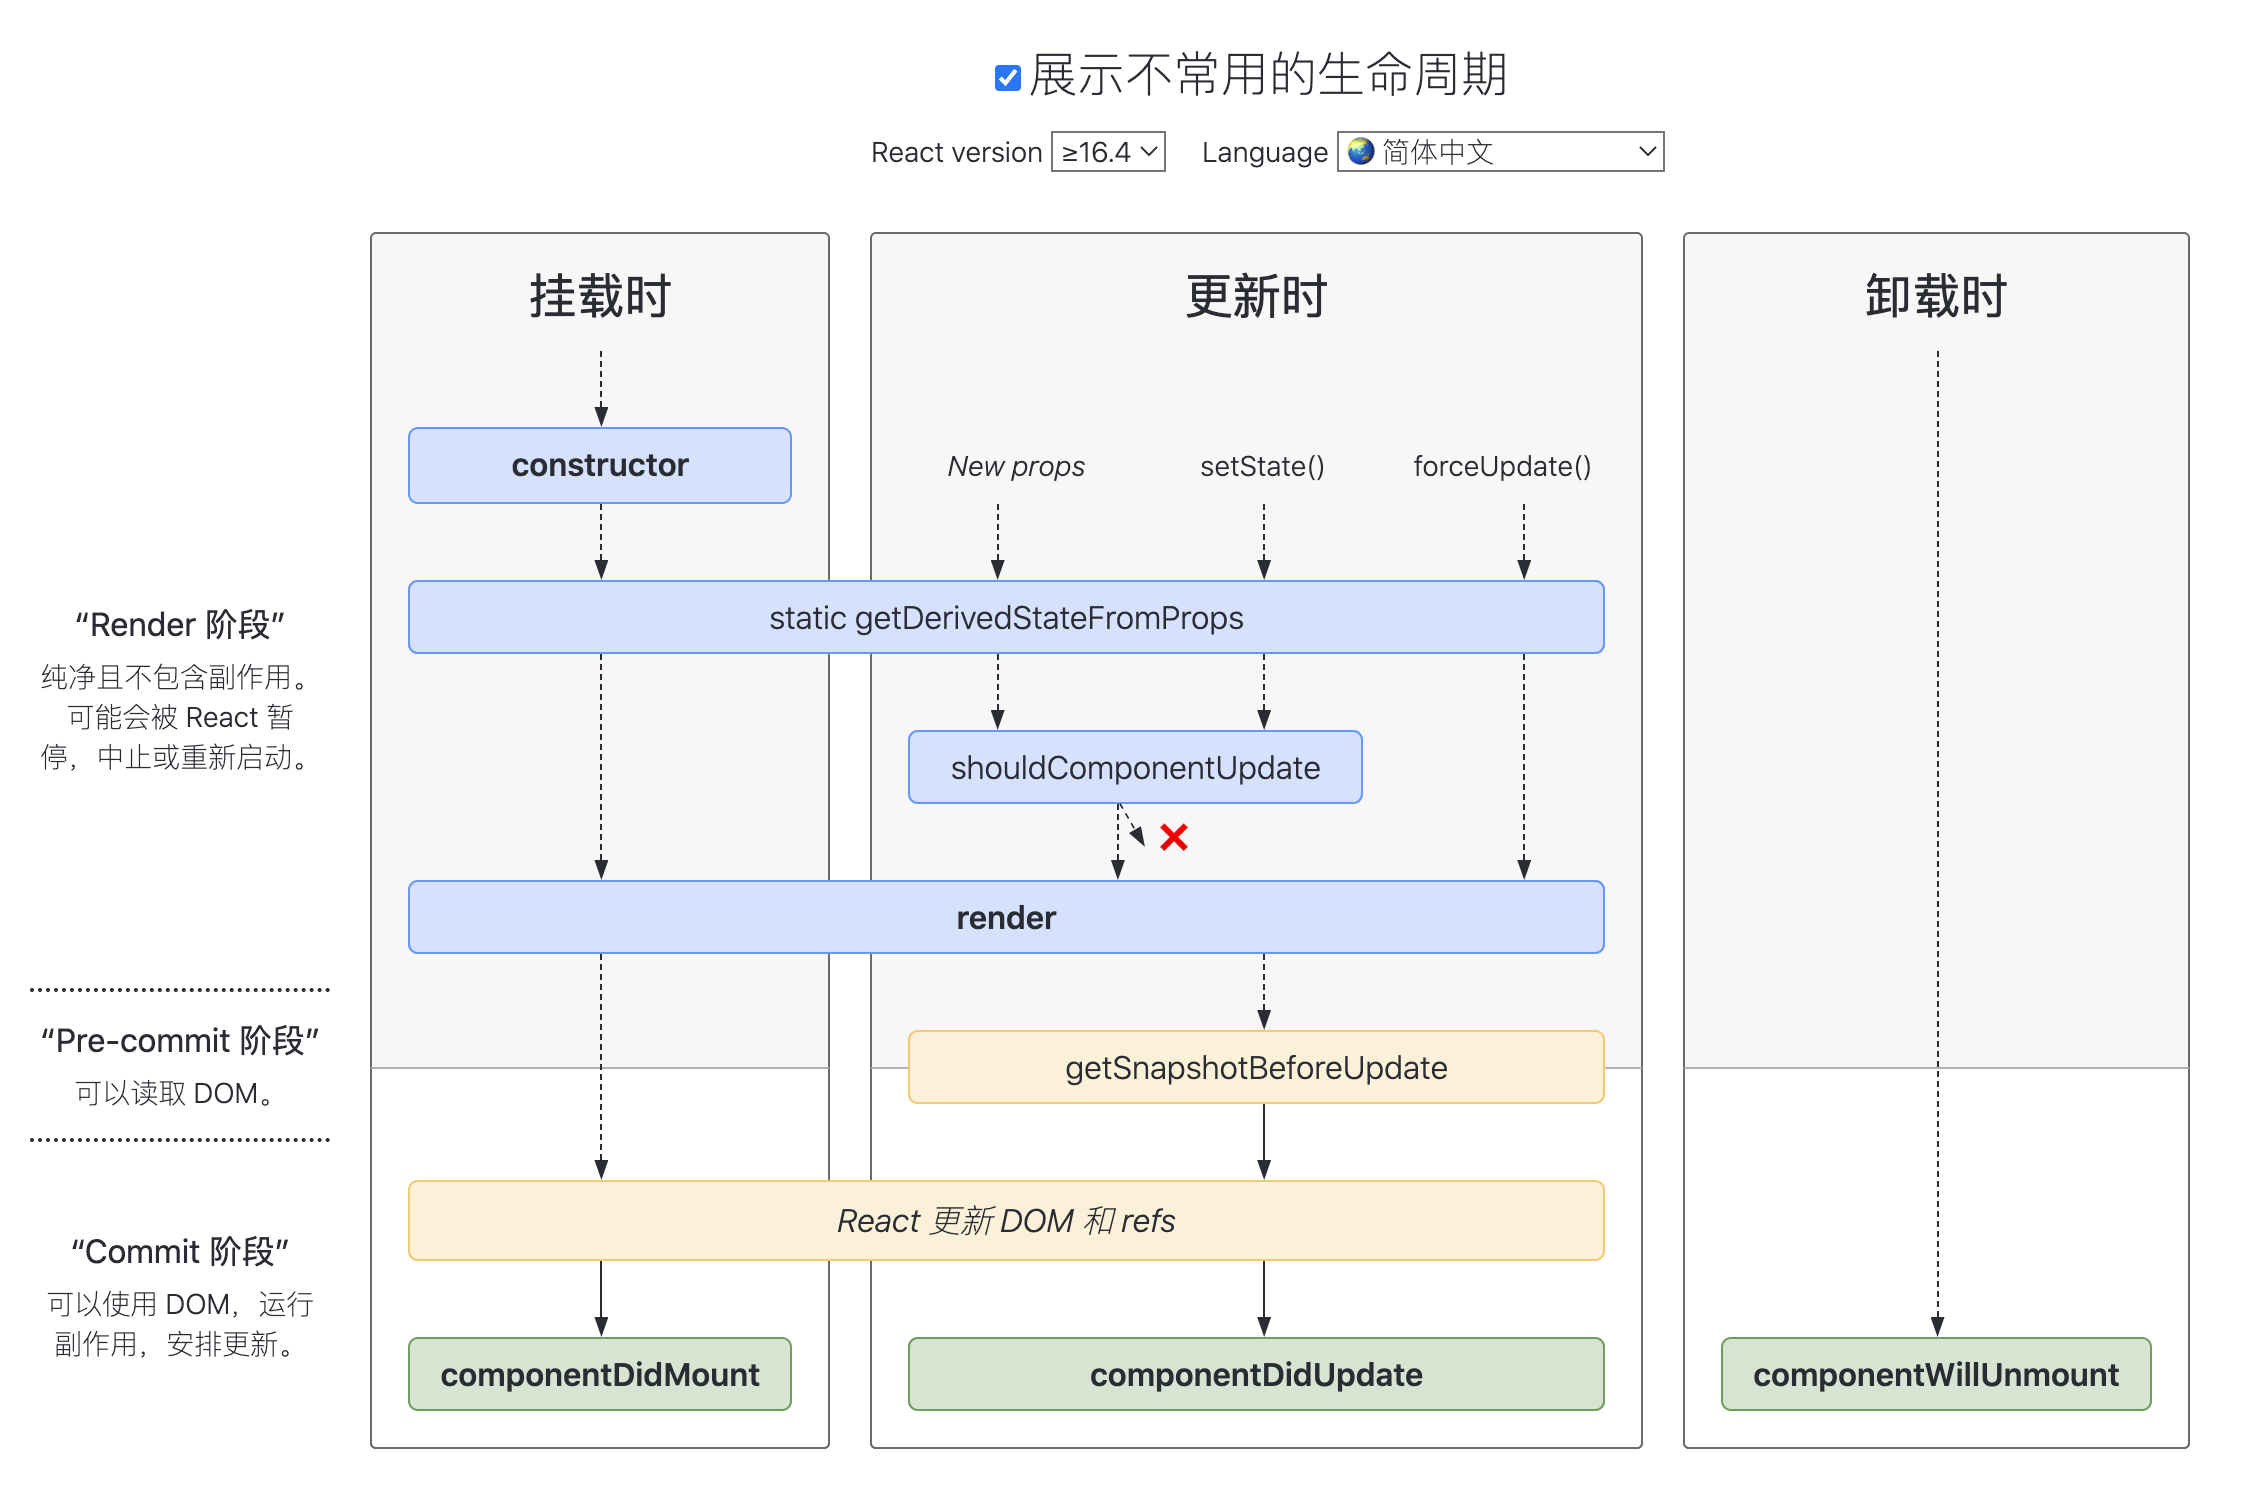 展示不常用的生命周期
React version ≥16.4 Language 简体中文
挂载时
更新时
卸载时
constructor
New props
setState()
forceUpdate()
static getDerivedStateFromProps
“Render 阶段”
纯净且不包含副作用。
可能会被 React 暂
停，中止或重新启动。
shouldComponentUpdate
render
“Pre-commit 阶段”
可以读取 DOM。
getSnapshotBeforeUpdate
React 更新 DOM 和 refs
“Commit 阶段”
可以使用 DOM，运行
副作用，安排更新。
componentDidMount
componentDidUpdate
componentWillUnmount